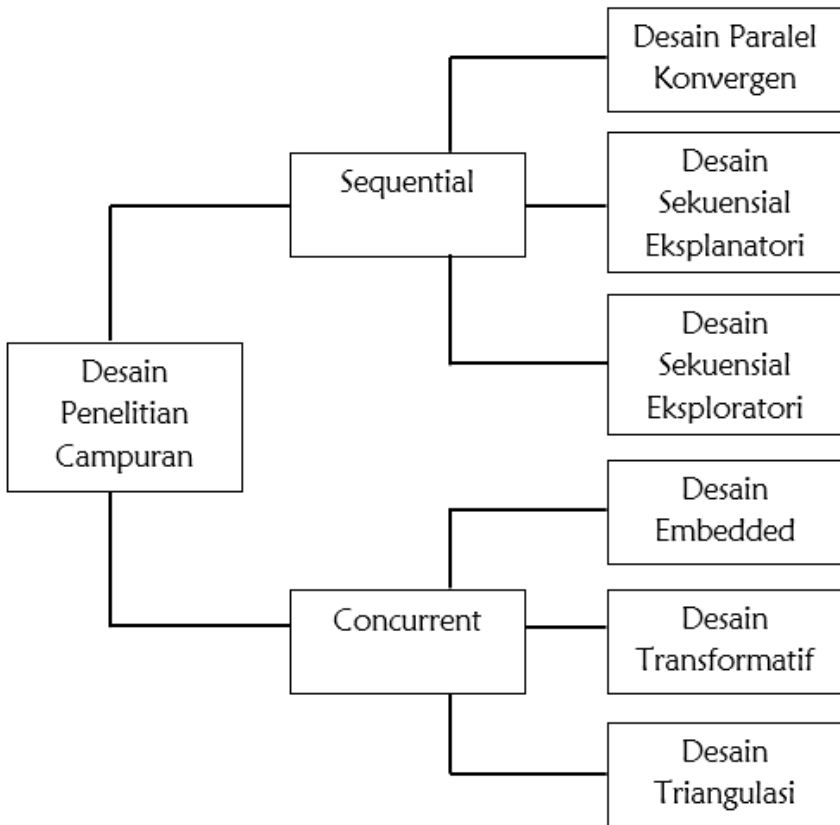 Desain Paralel
Konvergen
Desain
Sekuensial
Eksplanatori
Sequential
Desain
Sekuensial
Eksploratori
Desain
Penelitian
Campuran
Desain
Embedded
Concurrent
Desain
Transformatif
Desain
Triangulasi